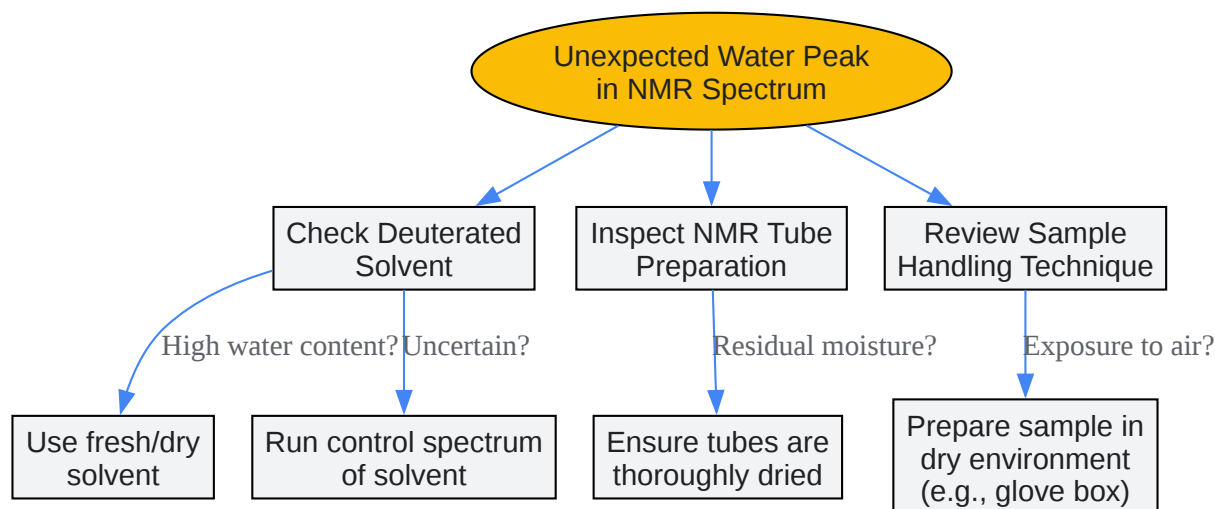 Unexpected Water Peak
in NMR Spectrum
Check Deuterated
Solvent
Inspect NMR Tube
Preparation
Review Sample
Handling Technique
High water content?
Uncertain?
Residual moisture?
Exposure to air?
Use fresh/dry
solvent
Run control spectrum
of solvent
Ensure tubes are
thoroughly dried
Prepare sample in
dry environment
(e.g., glove box)